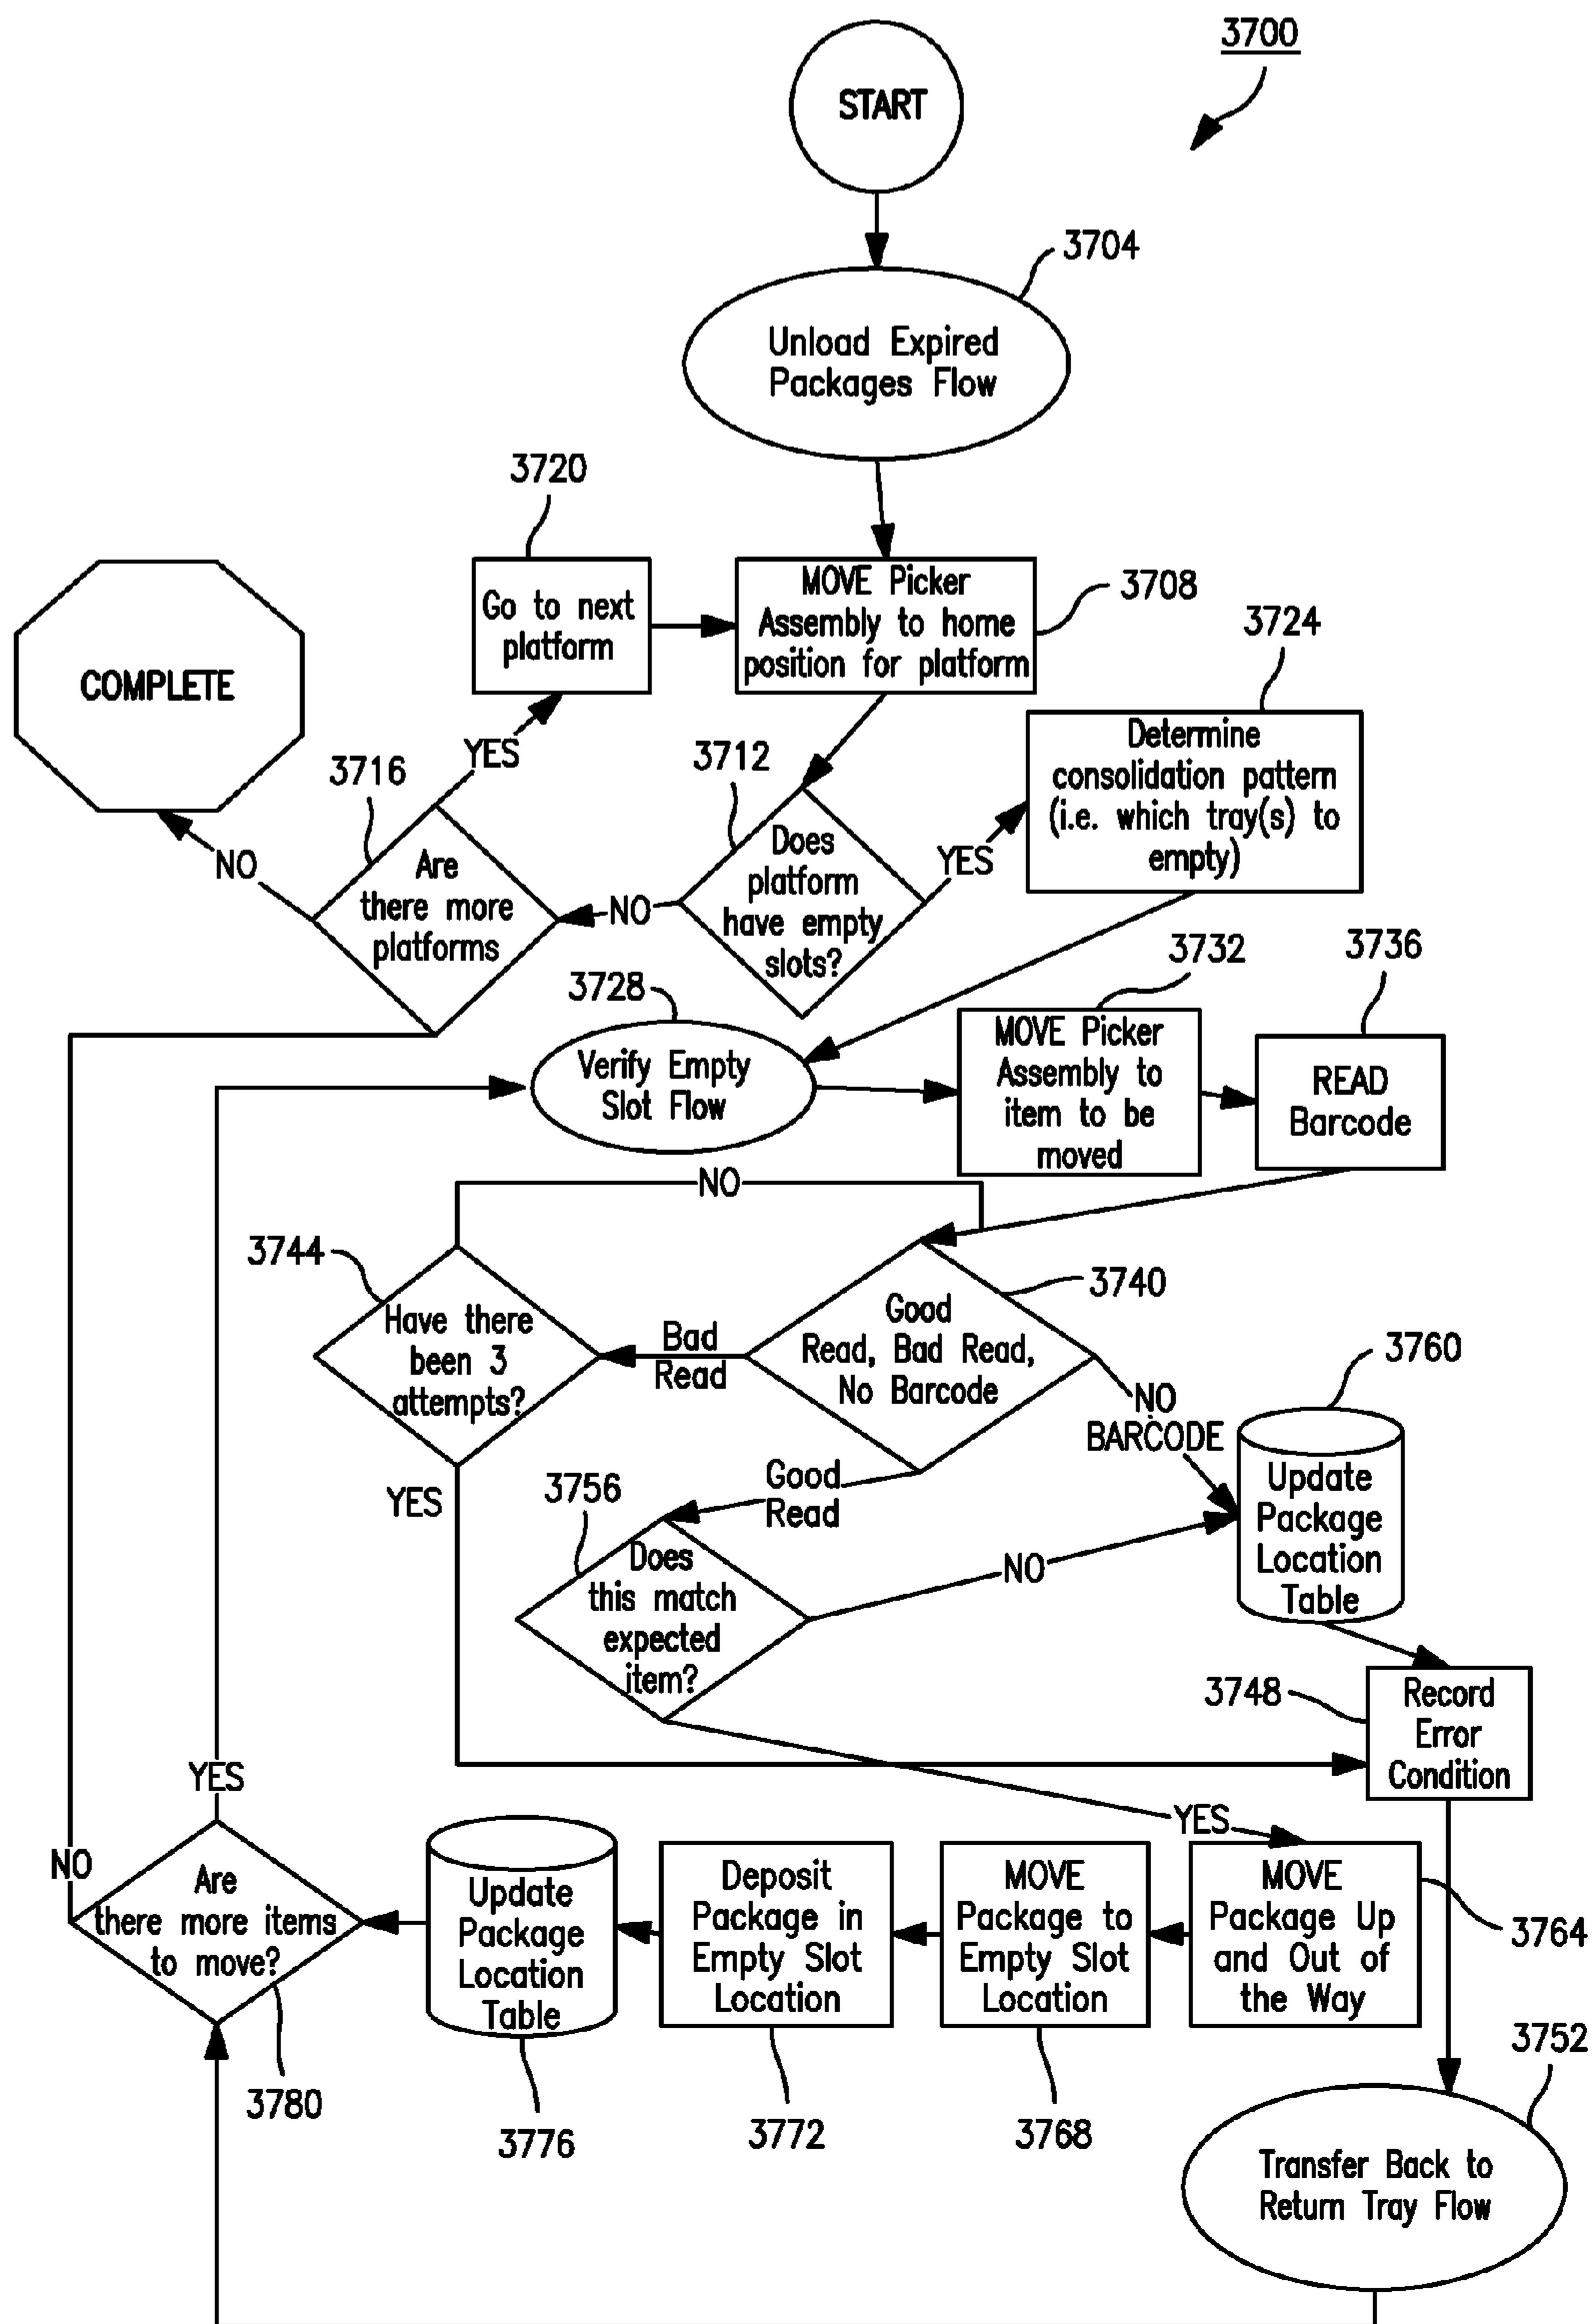 3700
START
3704
Unload Expired
Packages Flow
3720
Go to next
platform
MOVE Picker
Assembly to home
position for platform
3708
3724
COMPLETE
Determine
consolidation pattern
(i.e. which tray(s) to
empty)
YES
3716
3712
NO
Are
there more
platforms
NO
Does
platform
have empty
slots?
YES
3728
Verify Empty
Slot Flow
3732
MOVE Picker
Assembly to
item to be
moved
3736
READ
Barcode
NO
3744
Have there
been 3
attempts?
Bad
Read
3740
Good
Read, Bad Read,
No Barcode
NO
BARCODE
3760
Update
Package
Location
Table
YES
3756
Good
Read
Does
this match
expected
item?
NO
3748
Record
Error
Condition
YES
YES
NO
Are
there more items
to move?
Update
Package
Location
Table
Deposit
Package in
Empty Slot
Location
MOVE
Package to
Empty Slot
Location
MOVE
Package Up
and Out of
the Way
3764
3780
3776
3772
3768
3752
Transfer Back to
Return Tray Flow